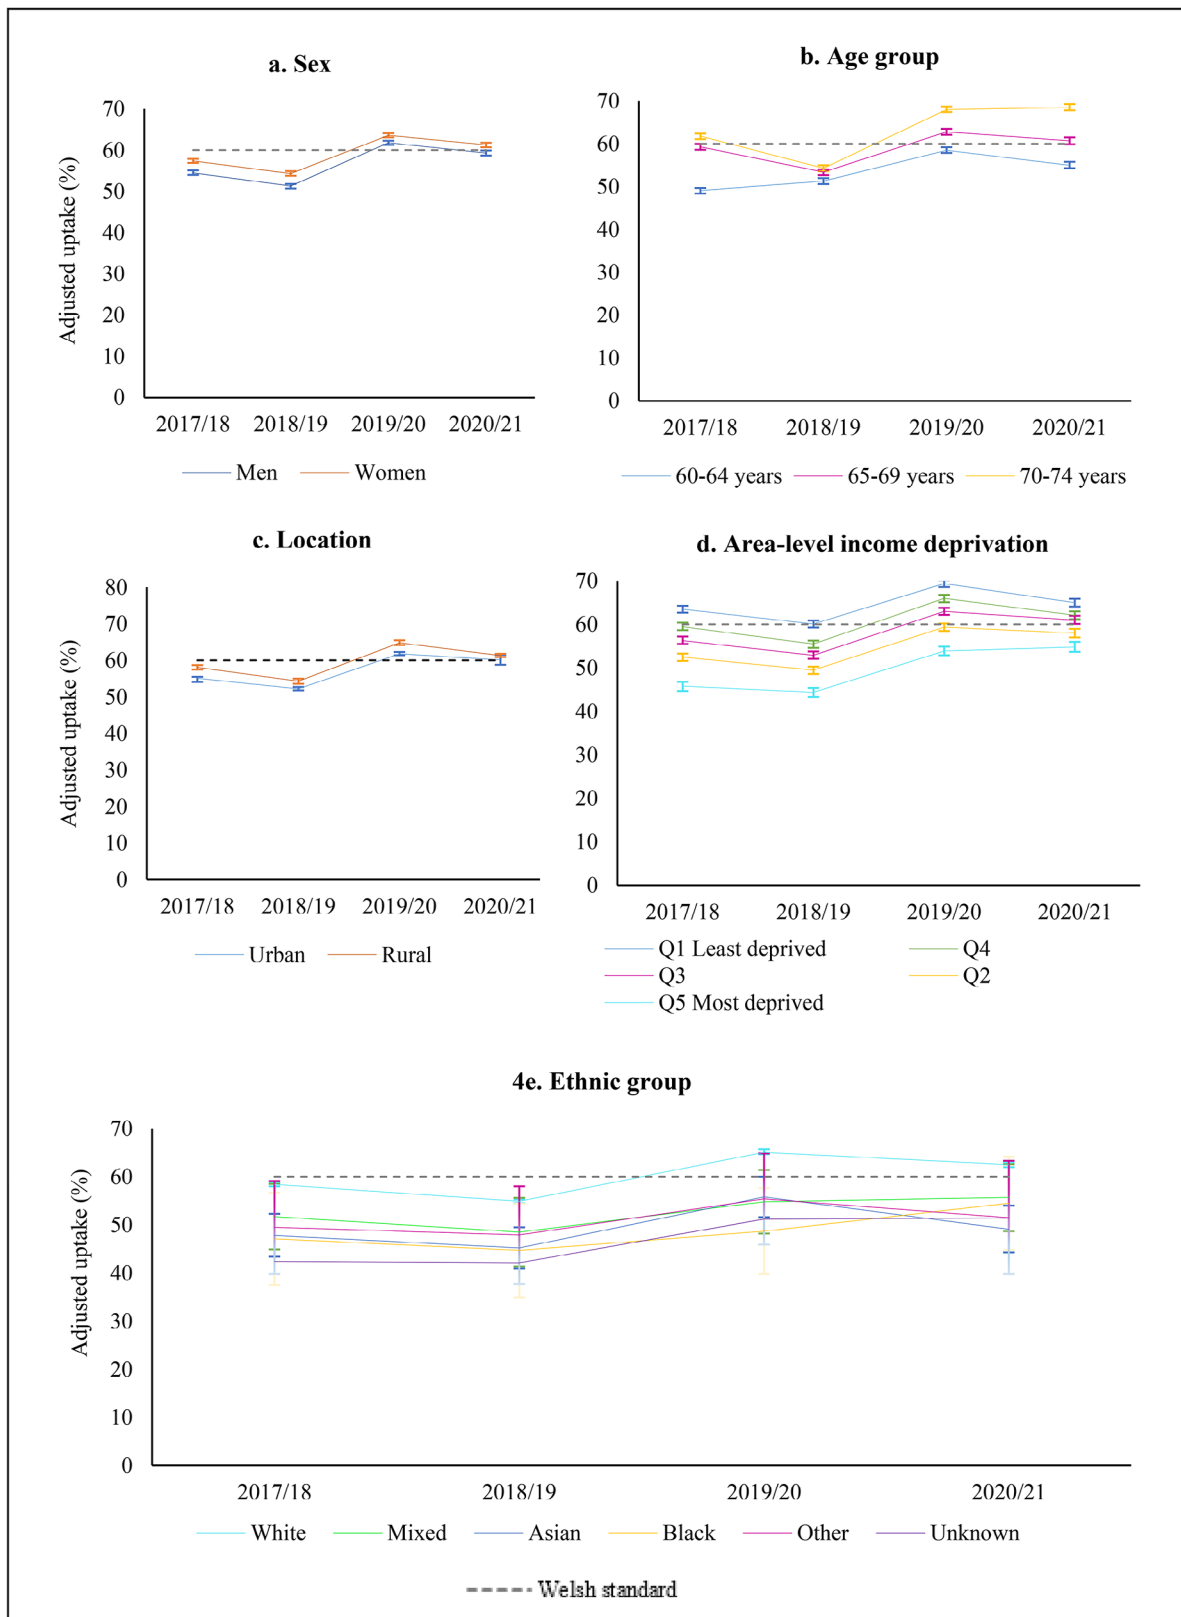 a. Sex
70
60
50
40
30
20
10
0
Adjusted uptake (%)
2017/18 2018/19 2019/20 2020/21
Men Women
b. Age group
70
60
50
40
30
20
10
0
2017/18 2018/19 2019/20 2020/21
60-64 years 65-69 years 70-74 years
c. Location
80
70
60
50
40
30
20
10
0
Adjusted uptake (%)
2017/18 2018/19 2019/20 2020/21
Urban Rural
d. Area-level income deprivation
70
60
50
40
30
20
10
0
2017/18 2018/19 2019/20 2020/21
Q1 Least deprived Q4
Q3 Q2
Q5 Most deprived
4e. Ethnic group
70
60
50
40
30
20
10
0
Adjusted uptake (%)
2017/18 2018/19 2019/20 2020/21
White Mixed Asian Black Other Unknown
Welsh standard